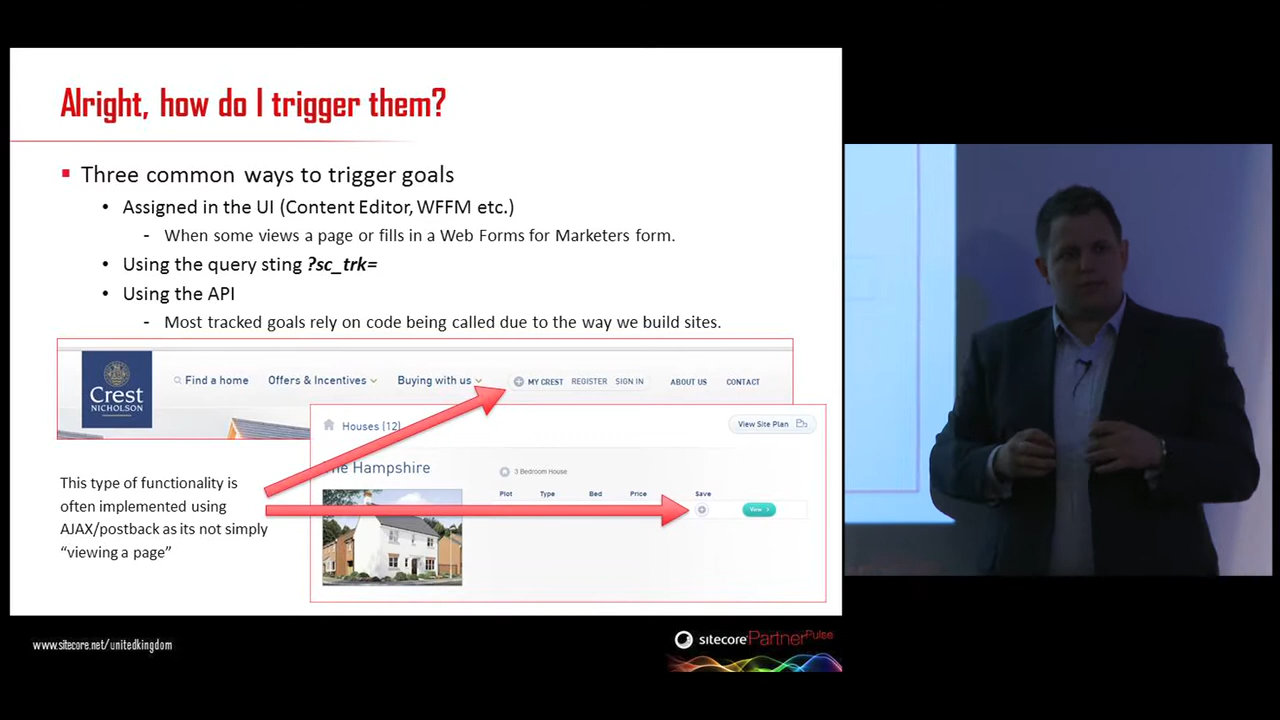 Alright, how do I trigger them?
Three common ways to trigger goals
Assigned in the UI (Content Editor, WFFM etc.)
- When some views a page or fills in a Web Forms for Marketers form.
Using the query sting ?sc_trk=
Using the API
- Most tracked goals rely on code being called due to the way we build sites.
Crest
NICHOLSON
Find a home
Offers & Incentives
Buying with us
MY CREST
REGISTER
SIGN IN
ABOUT US
CONTACT
Houses (12)
View Site Plan
The Hampshire
3 Bedroom House
Plot Type Bed Price Save
View
This type of functionality is
often implemented using
AJAX/postback as its not simply
“viewing a page”
www.sitecore.net/unitedkingdom
sitecore PartnerPulse